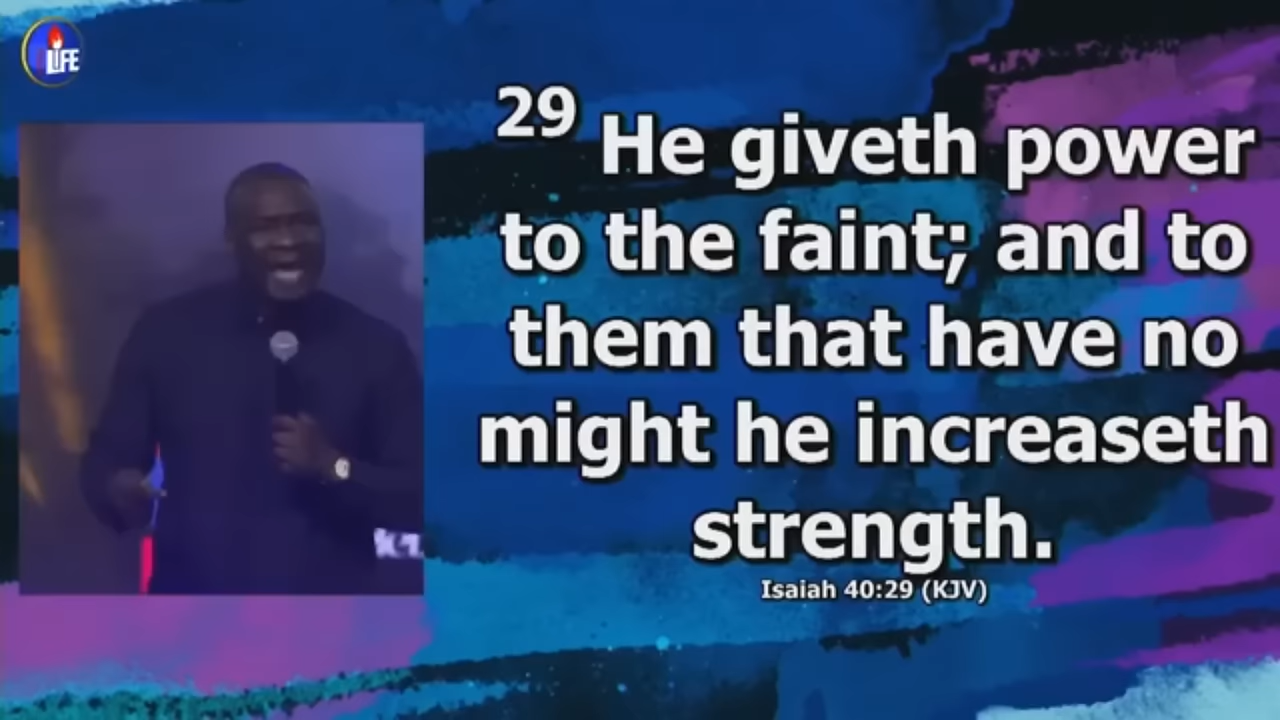 LIFE
29 He giveth power
to the faint; and to
them that have no
might he increaseth
strength.
Isaiah 40:29 (KJV)